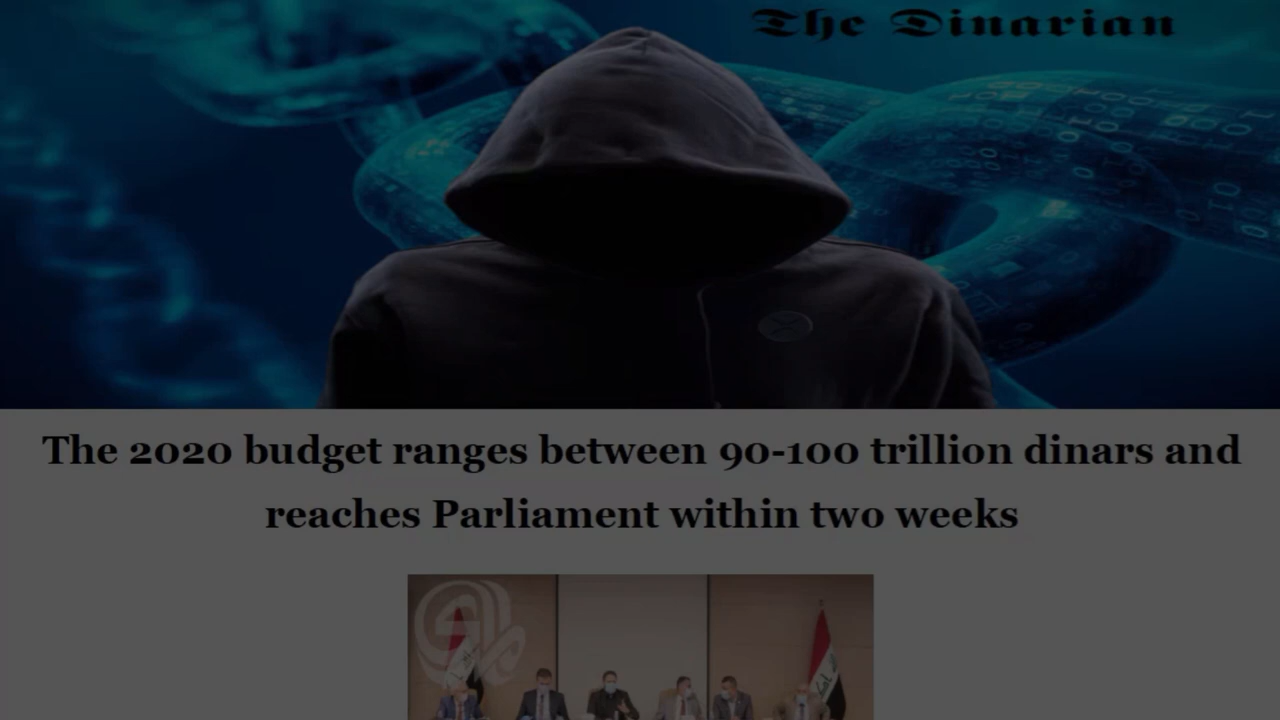 The Dinarian
The 2020 budget ranges between 90-100 trillion dinars and
reaches Parliament within two weeks